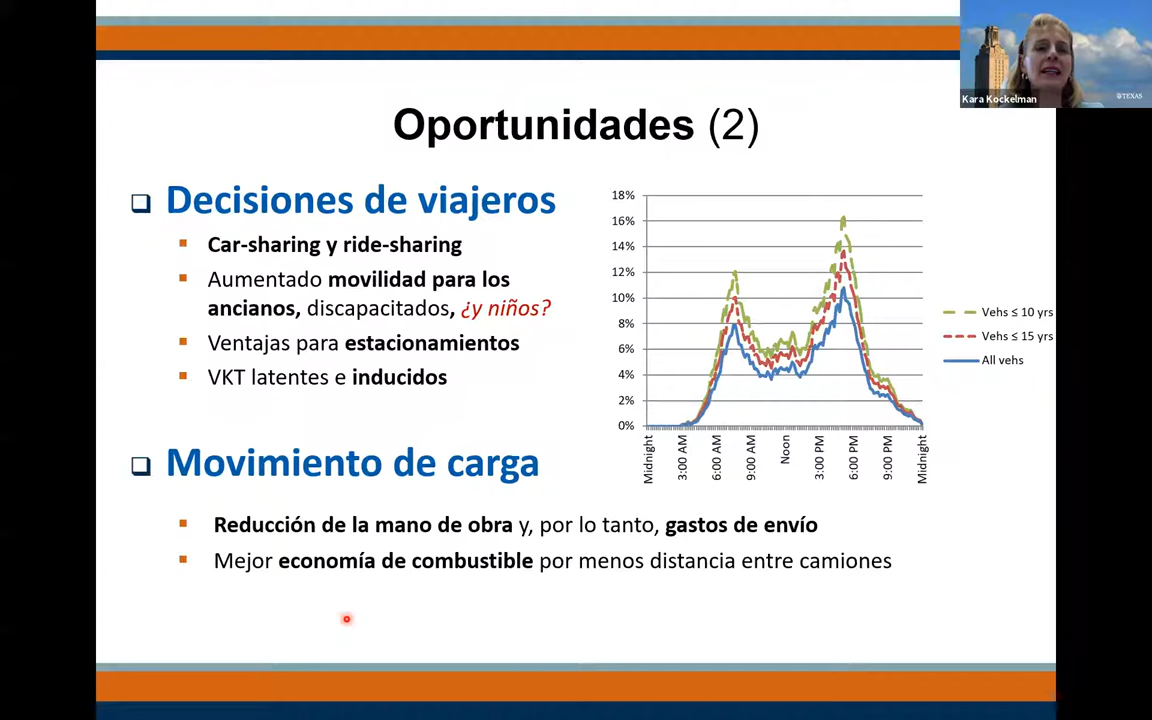 Kara Kockelman
TEXAS
Oportunidades (2)
❑ Decisiones de viajeros
▪ Car-sharing y ride-sharing
▪ Aumentado movilidad para los
ancianos, discapacitados, ¿y niños?
▪ Ventajas para estacionamientos
▪ VKT latentes e inducidos
18%
16%
14%
12%
10%
8%
6%
4%
2%
0%
Midnight
3:00 AM
6:00 AM
9:00 AM
Noon
3:00 PM
6:00 PM
9:00 PM
Midnight
Vehs ≤ 10 yrs
Vehs ≤ 15 yrs
All vehs
❑ Movimiento de carga
▪ Reducción de la mano de obra y, por lo tanto, gastos de envío
▪ Mejor economía de combustible por menos distancia entre camiones